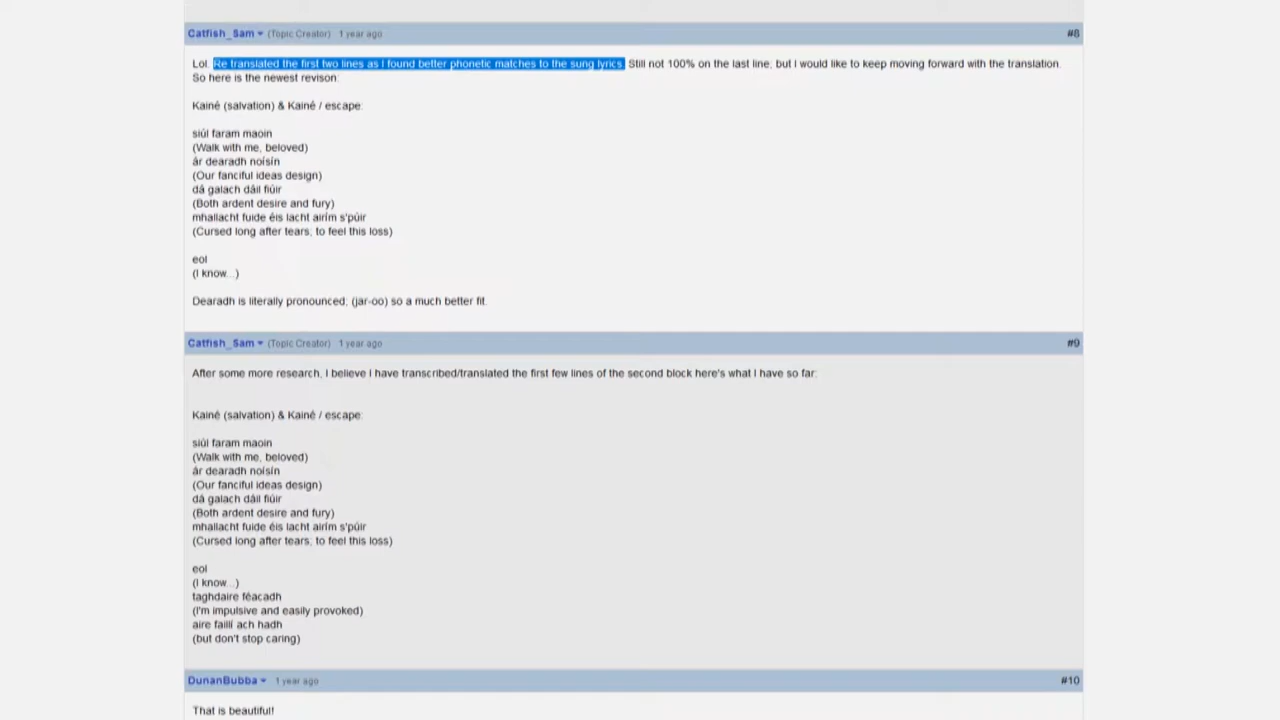 Catfish_Sam (Topic Creator) 1 year ago #8
Lol. Re translated the first two lines as I found better phonetic matches to the sung lyrics. Still not 100% on the last line, but I would like to keep moving forward with the translation.
So here is the newest revison:
Kainé (salvation) & Kainé / escape:
siúl faram maoin
(Walk with me, beloved)
ár dearadh noísín
(Our fanciful ideas design)
dá galach dáil fiúir
(Both ardent desire and fury)
mhallacht fuide éis lacht airím s'púir
(Cursed long after tears, to feel this loss)
eol
(I know...)
Dearadh is literally pronounced; (jar-oo) so a much better fit.
Catfish_Sam (Topic Creator) 1 year ago #9
After some more research, I believe I have transcribed/translated the first few lines of the second block here's what I have so far:
Kainé (salvation) & Kainé / escape:
siúl faram maoin
(Walk with me, beloved)
ár dearadh noísín
(Our fanciful ideas design)
dá galach dáil fiúir
(Both ardent desire and fury)
mhallacht fuide éis lacht airím s'púir
(Cursed long after tears, to feel this loss)
eol
(I know...)
taghdaire féacadh
(I'm impulsive and easily provoked)
aire faillí ach hadh
(but don't stop caring)
DunanBubba 1 year ago #10
That is beautiful!